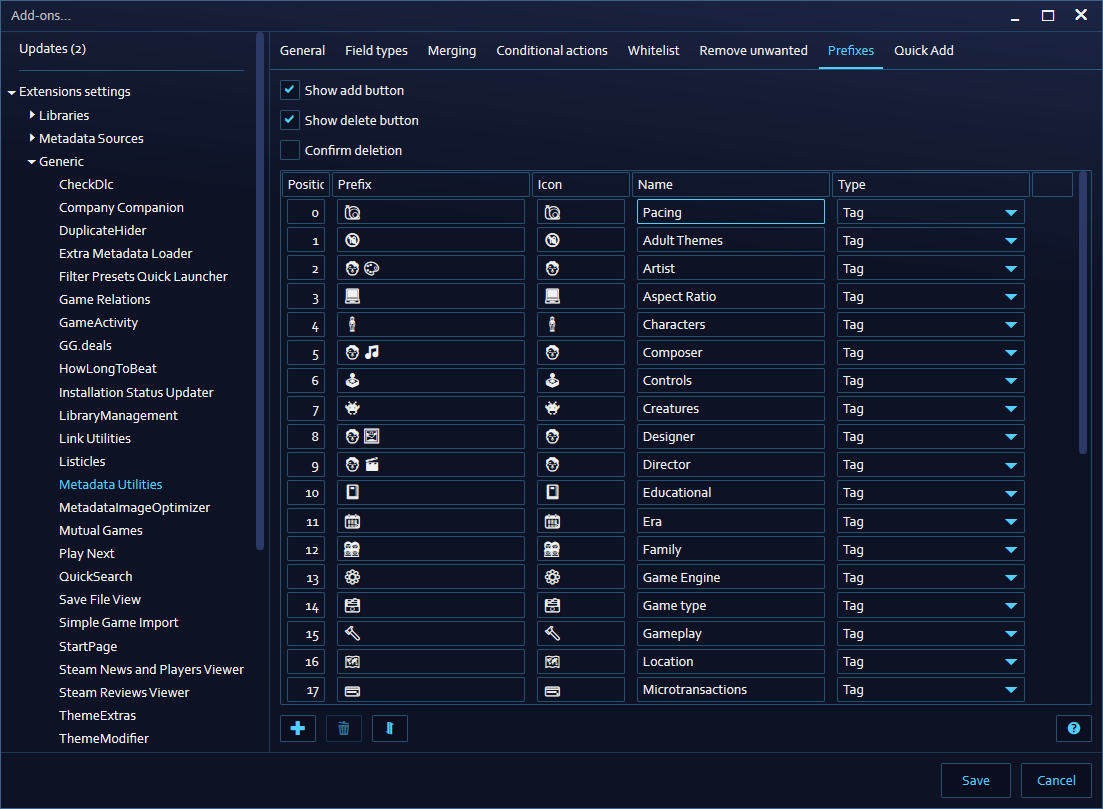 Add-ons...
Updates (2)
Extensions settings
Libraries
Metadata Sources
Generic
CheckDlc
Company Companion
DuplicateHider
Extra Metadata Loader
Filter Presets Quick Launcher
Game Relations
GameActivity
GG.deals
HowLongToBeat
Installation Status Updater
LibraryManagement
Link Utilities
Listicles
Metadata Utilities
MetadataImageOptimizer
Mutual Games
Play Next
QuickSearch
Save File View
Simple Game Import
StartPage
Steam News and Players Viewer
Steam Reviews Viewer
ThemeExtras
ThemeModifier
General Field types Merging Conditional actions Whitelist Remove unwanted Prefixes Quick Add
Show add button
Show delete button
Confirm deletion
Positic Prefix Icon Name Type
0 Pacing Tag
1 Adult Themes Tag
2 Artist Tag
3 Aspect Ratio Tag
4 Characters Tag
5 Composer Tag
6 Controls Tag
7 Creatures Tag
8 Designer Tag
9 Director Tag
10 Educational Tag
11 Era Tag
12 Family Tag
13 Game Engine Tag
14 Game type Tag
15 Gameplay Tag
16 Location Tag
17 Microtransactions Tag
Save Cancel